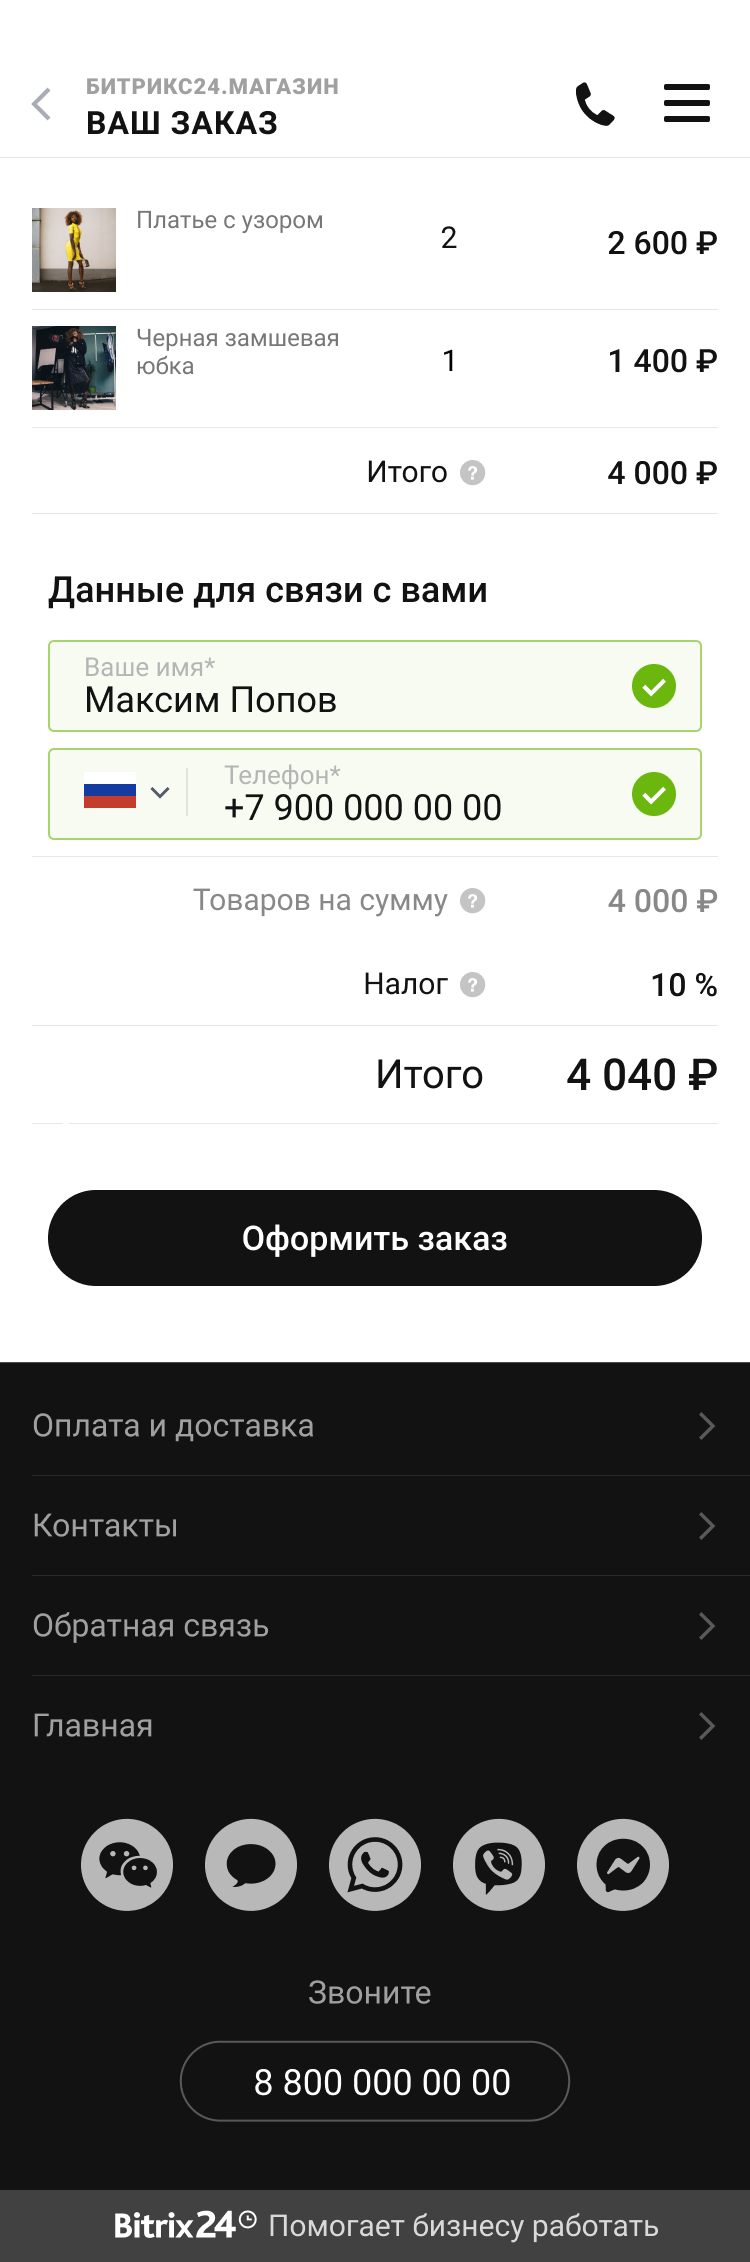 БИТРИКС24.МАГАЗИН
ВАШ ЗАКАЗ
Платье с узором 2 2 600 ₽
Черная замшевая
юбка
1 1 400 ₽
Итого ? 4 000 ₽
Данные для связи с вами
Ваше имя*
Максим Попов
Телефон*
+7 900 000 00 00
Товаров на сумму ? 4 000 ₽
Налог ? 10 %
Итого 4 040 ₽
Оформить заказ
Оплата и доставка
Контакты
Обратная связь
Главная
Звоните
8 800 000 00 00
Bitrix24 Помогает бизнесу работать